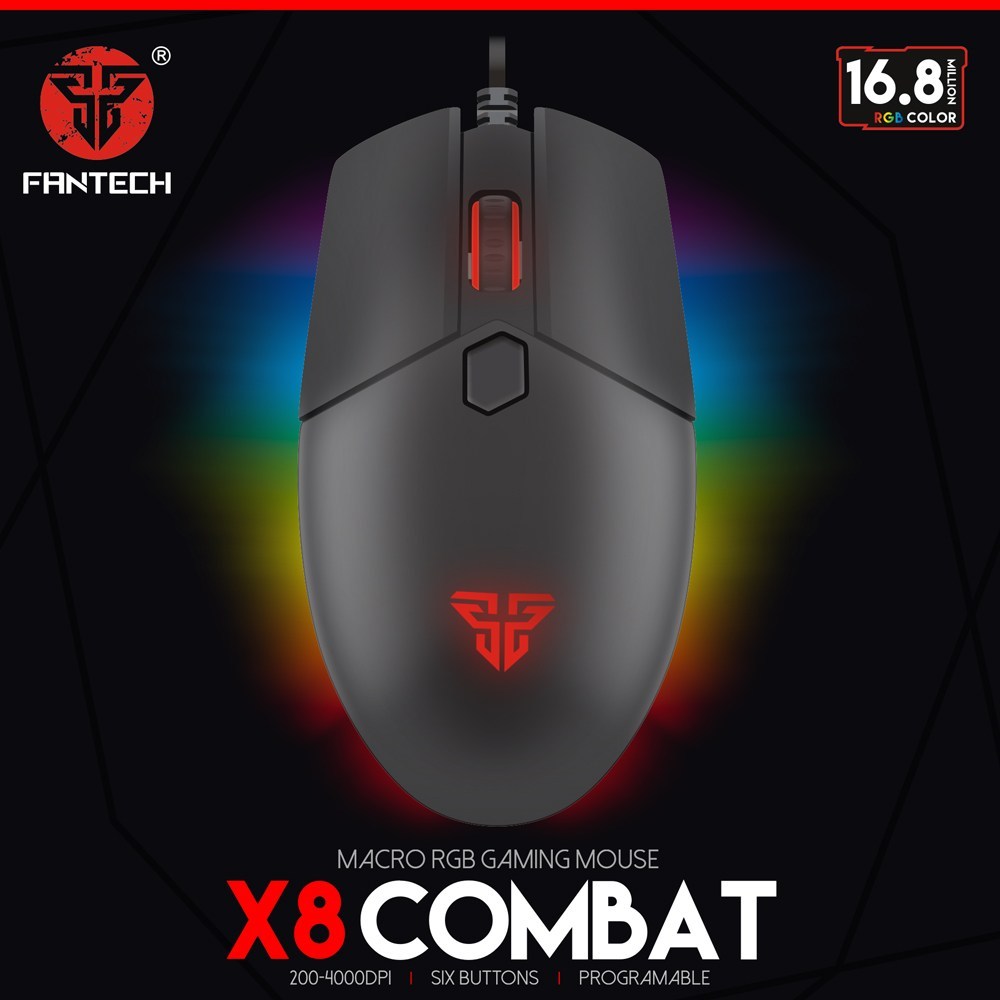 ®
FANTECH
16.8 MILLION
RGB COLOR
MACRO RGB GAMING MOUSE
X8 COMBAT
200-4000DPI | SIX BUTTONS | PROGRAMABLE